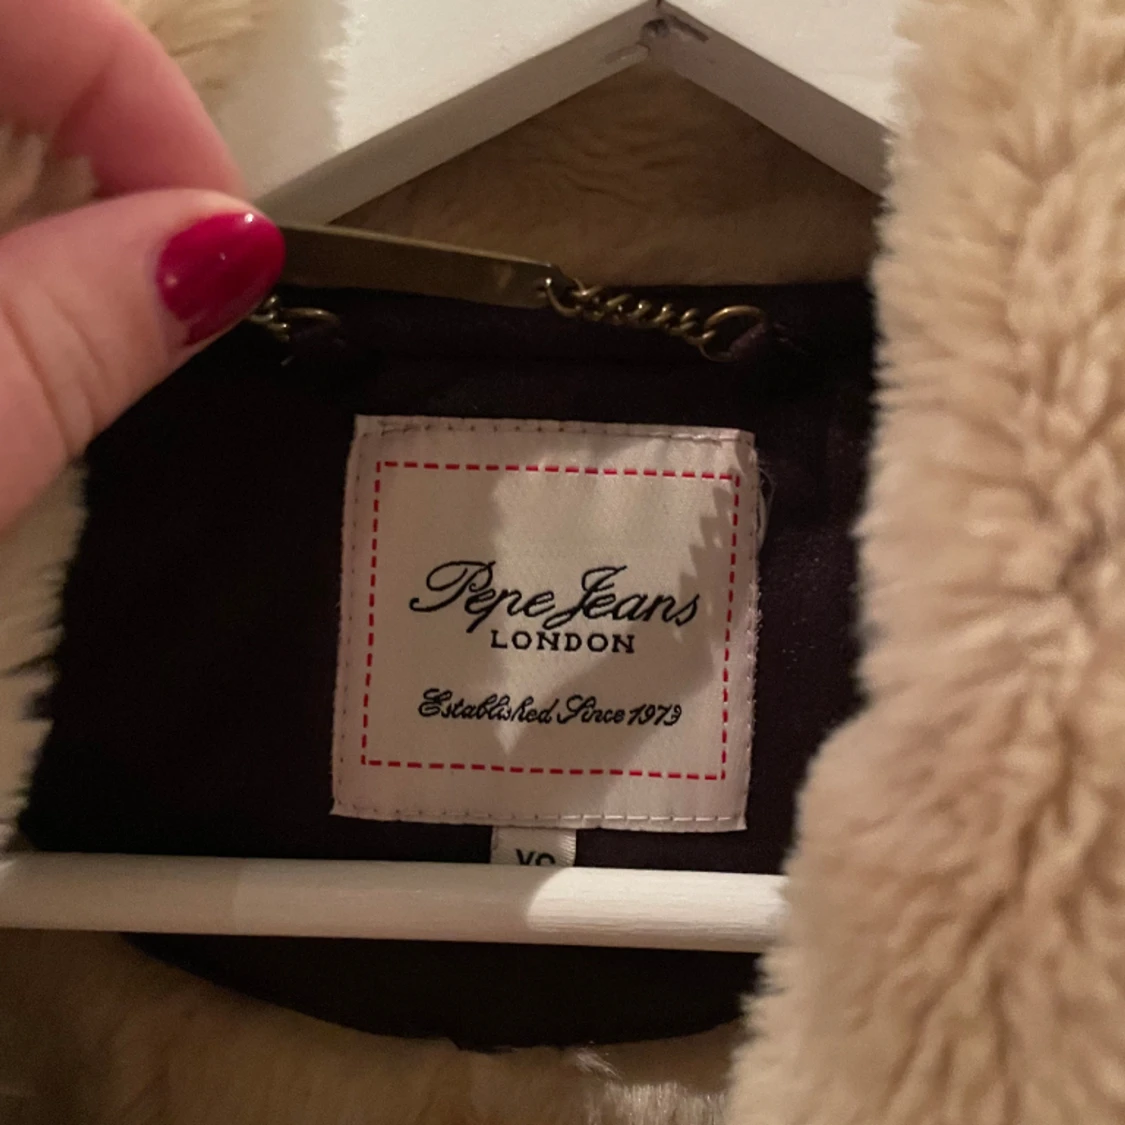 Pepe Jeans
LONDON
Established Since 1973